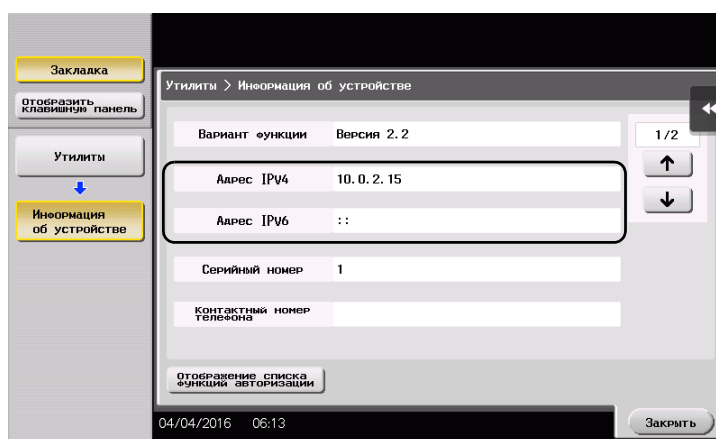 Закладка
Отобразить
клавишную панель
Утилиты
Информация
об устройстве
Утилиты > Информация об устройстве
Вариант функции Версия 2.2
1/2
Адрес IPv4 10.0.2.15
Адрес IPv6 ::
Серийный номер 1
Контактный номер
телефона
Отображение списка
функций авторизации
04/04/2016 06:13
Закрыть